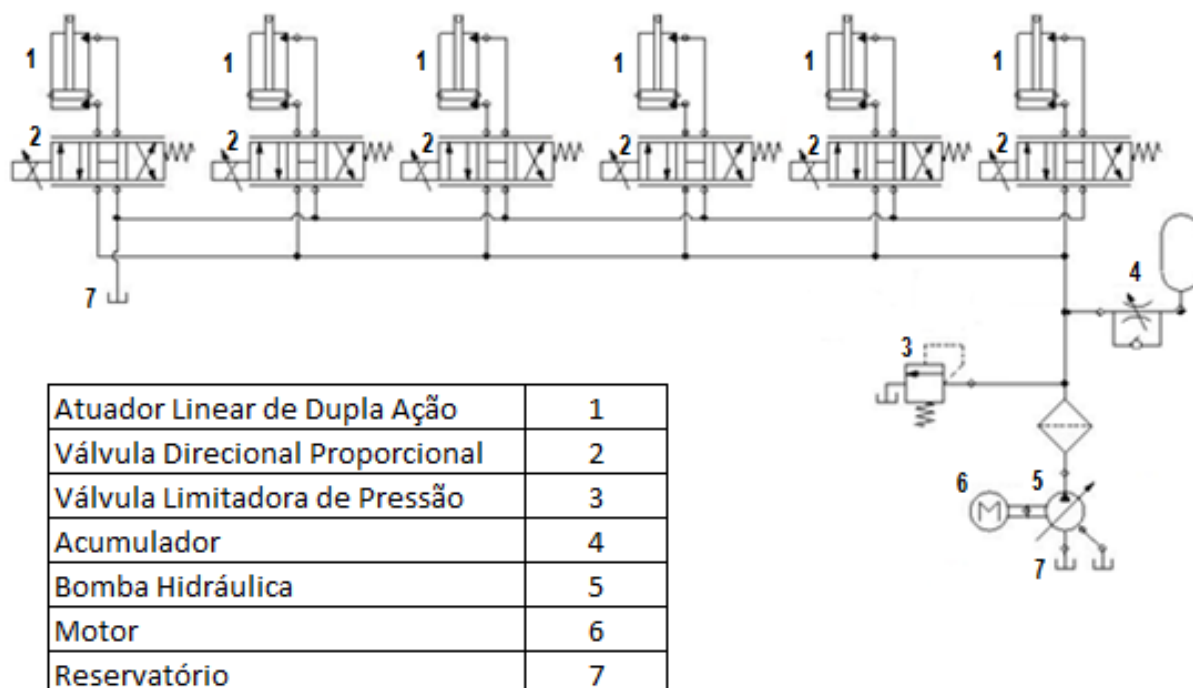 1 1 1 1 1 1
2 2 2 2 2 2
7
4
3
6 M 5
7
Atuador Linear de Dupla Ação 1
Válvula Direcional Proporcional 2
Válvula Limitadora de Pressão 3
Acumulador 4
Bomba Hidráulica 5
Motor 6
Reservatório 7